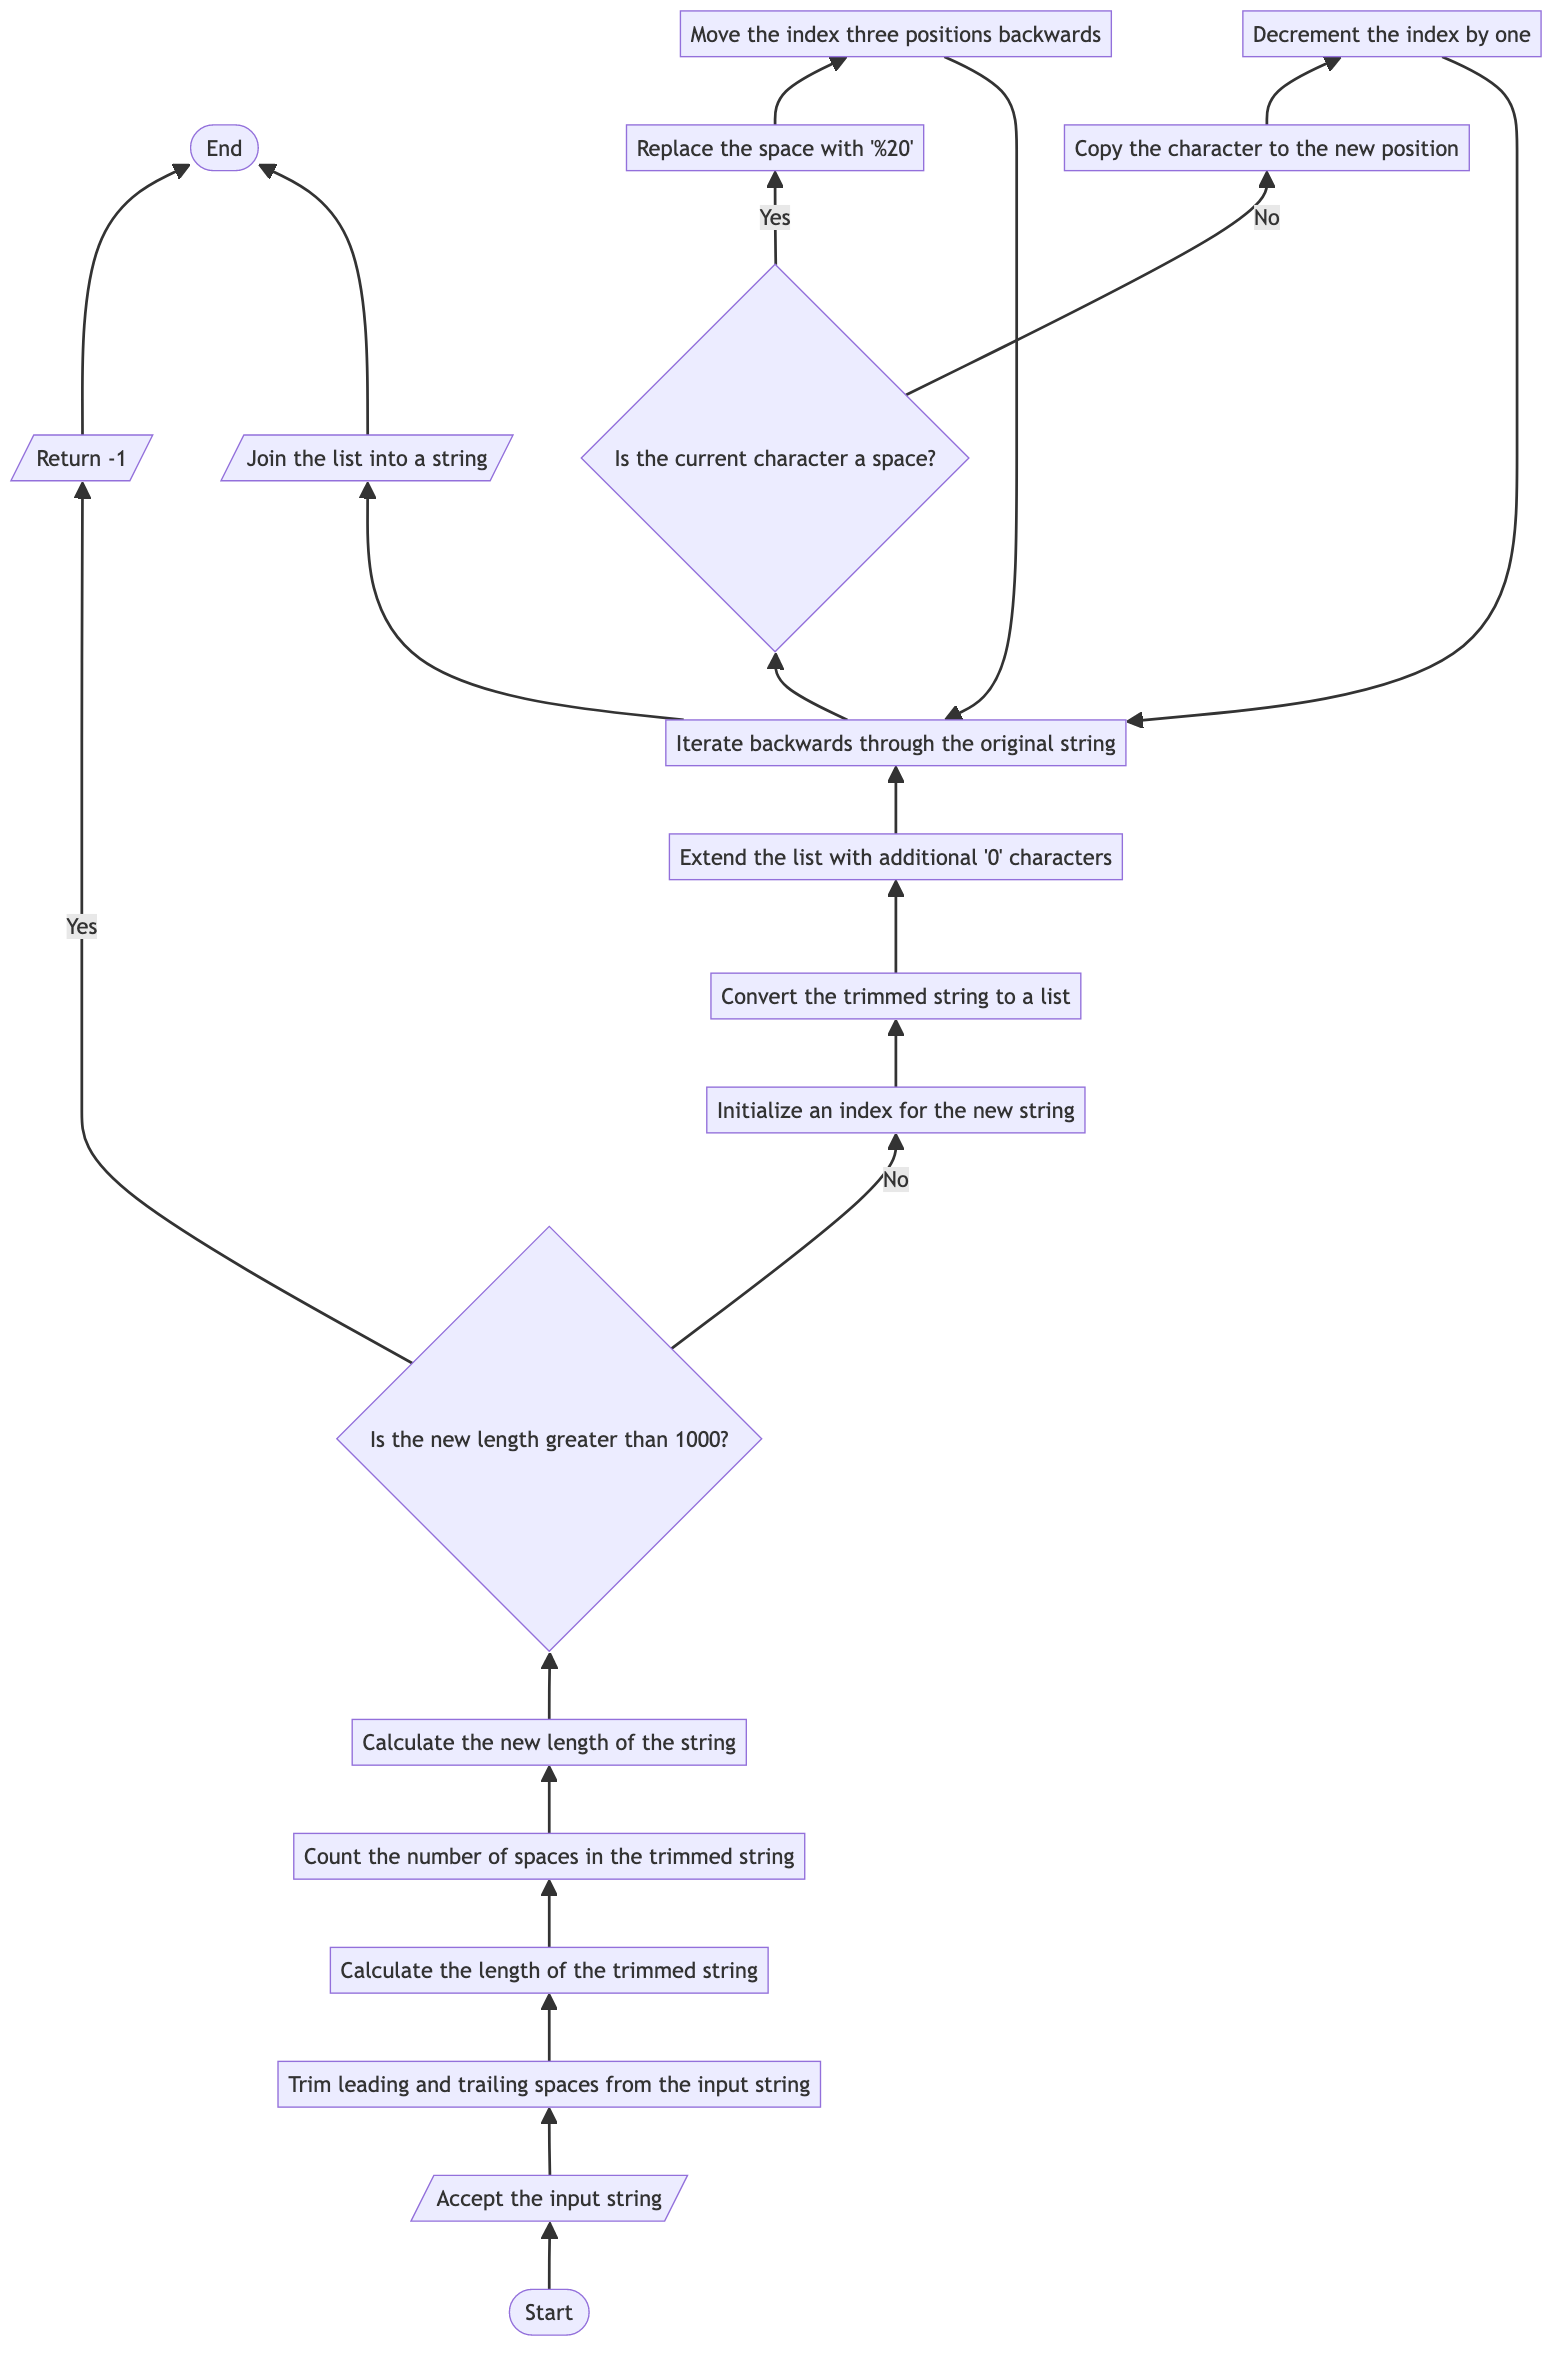 Move the index three positions backwards
Decrement the index by one
End
Replace the space with '%20'
Copy the character to the new position
Yes
No
Return -1
Join the list into a string
Is the current character a space?
Iterate backwards through the original string
Extend the list with additional '0' characters
Yes
Convert the trimmed string to a list
Initialize an index for the new string
No
Is the new length greater than 1000?
Calculate the new length of the string
Count the number of spaces in the trimmed string
Calculate the length of the trimmed string
Trim leading and trailing spaces from the input string
Accept the input string
Start